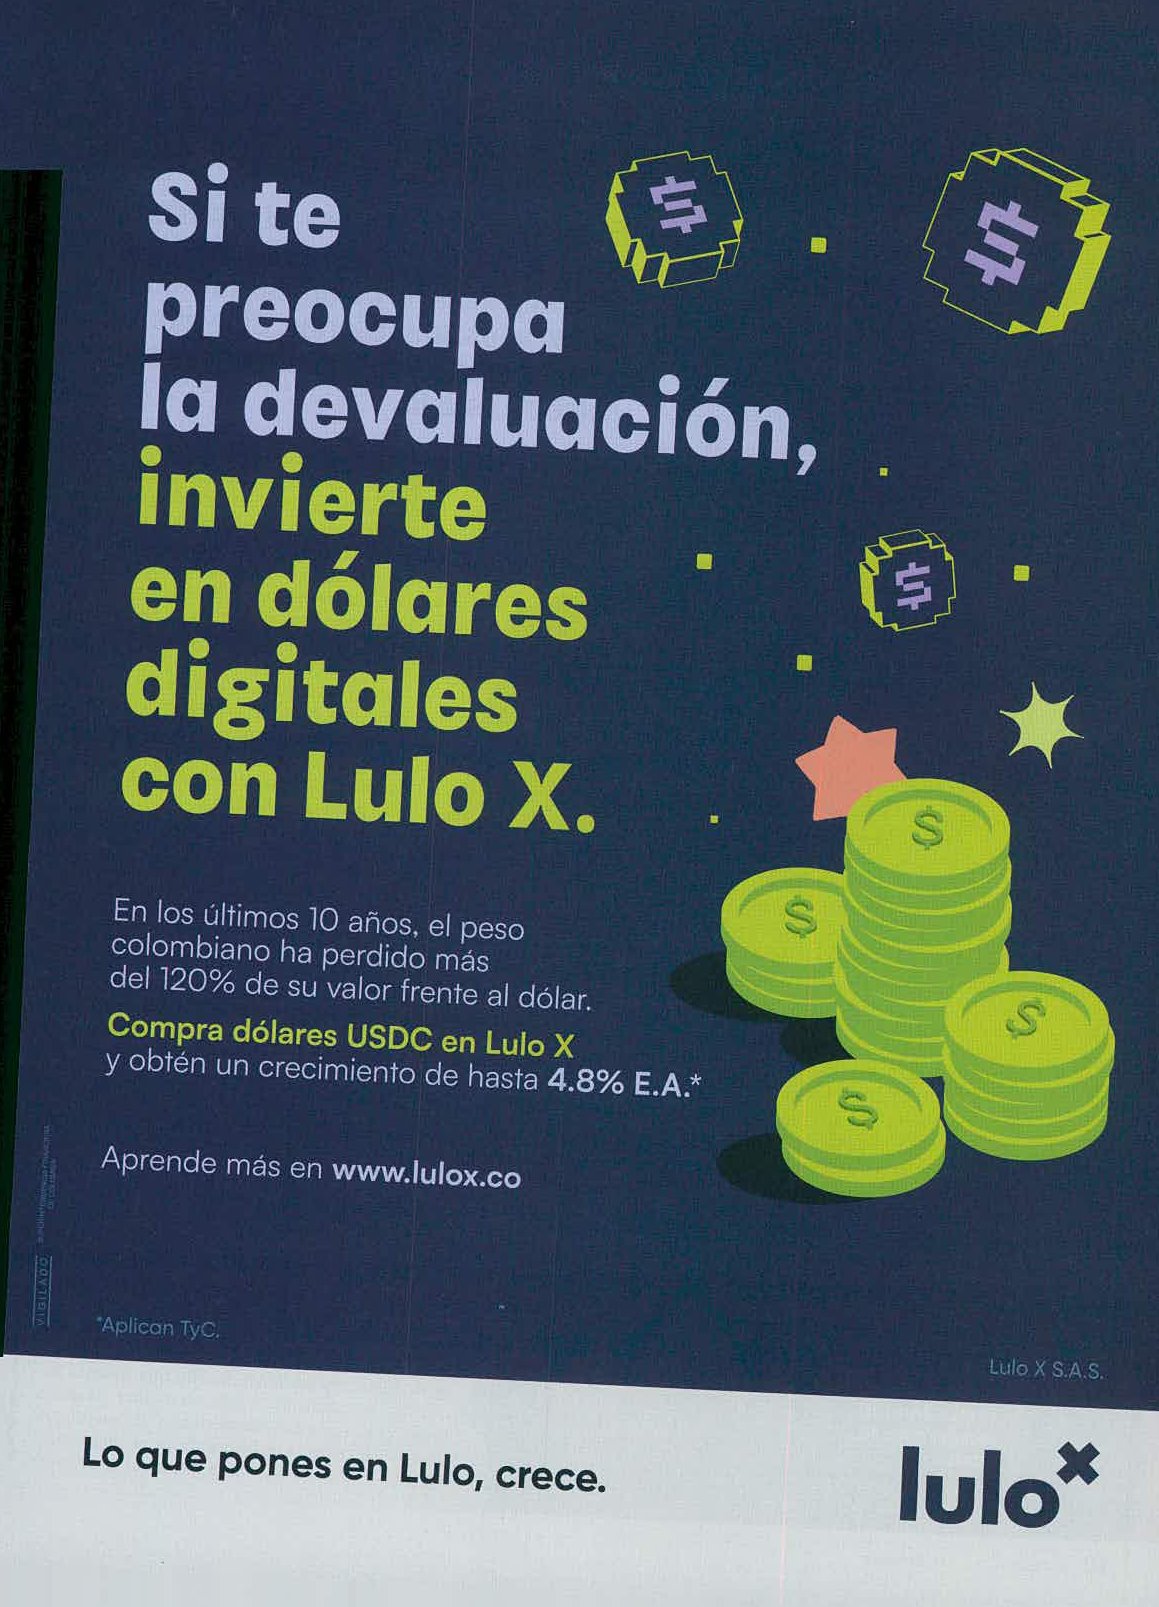 Si te
preocupa
la devaluación,
invierte
en dólares
digitales
con Lulo X.
En los últimos 10 años, el peso
colombiano ha perdido más
del 120% de su valor frente al dólar.
Compra dólares USDC en Lulo X
y obtén un crecimiento de hasta 4.8% E.A.*
Aprende más en www.lulox.co
VIGILADO
*Aplican TyC.
Lulo X S.A.S.
Lo que pones en Lulo, crece.
lulo x